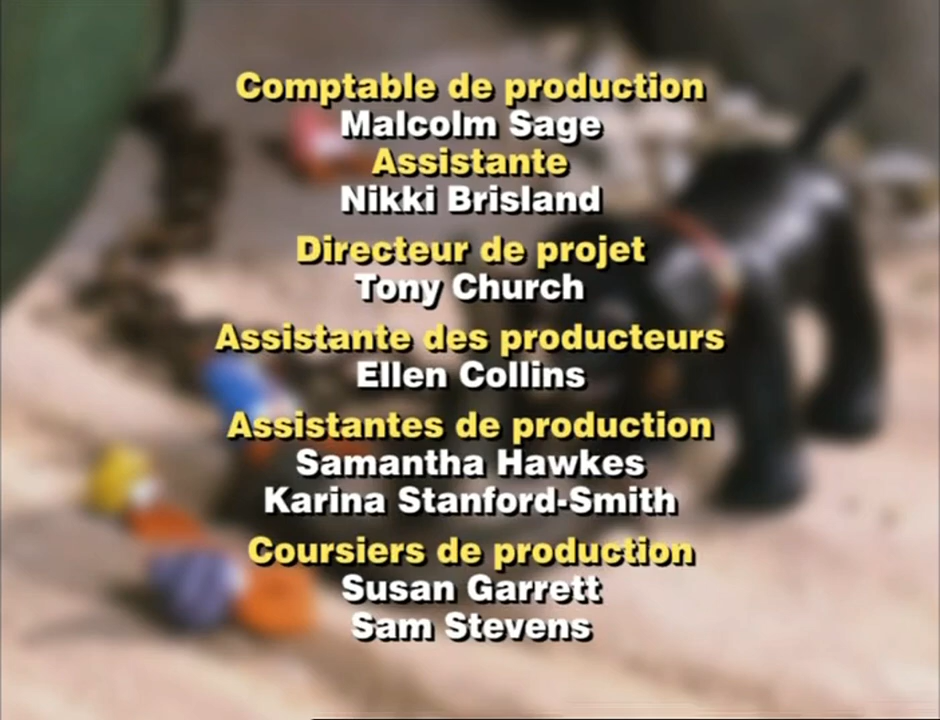 Comptable de production
Malcolm Sage
Assistante
Nikki Brisland
Directeur de projet
Tony Church
Assistante des producteurs
Ellen Collins
Assistantes de production
Samantha Hawkes
Karina Stanford-Smith
Coursiers de production
Susan Garrett
Sam Stevens